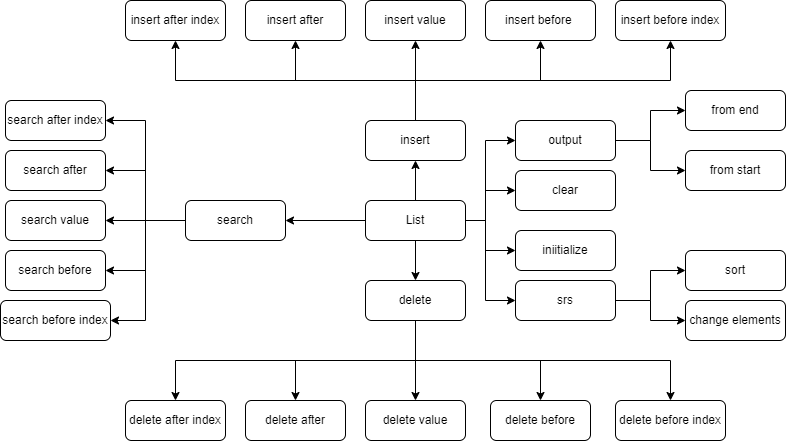 insert after index
insert after
insert value
insert before
insert before index
search after index
search after
search value
search before
search before index
search
insert
List
delete
output
clear
iniitialize
srs
from end
from start
sort
change elements
delete after index
delete after
delete value
delete before
delete before index